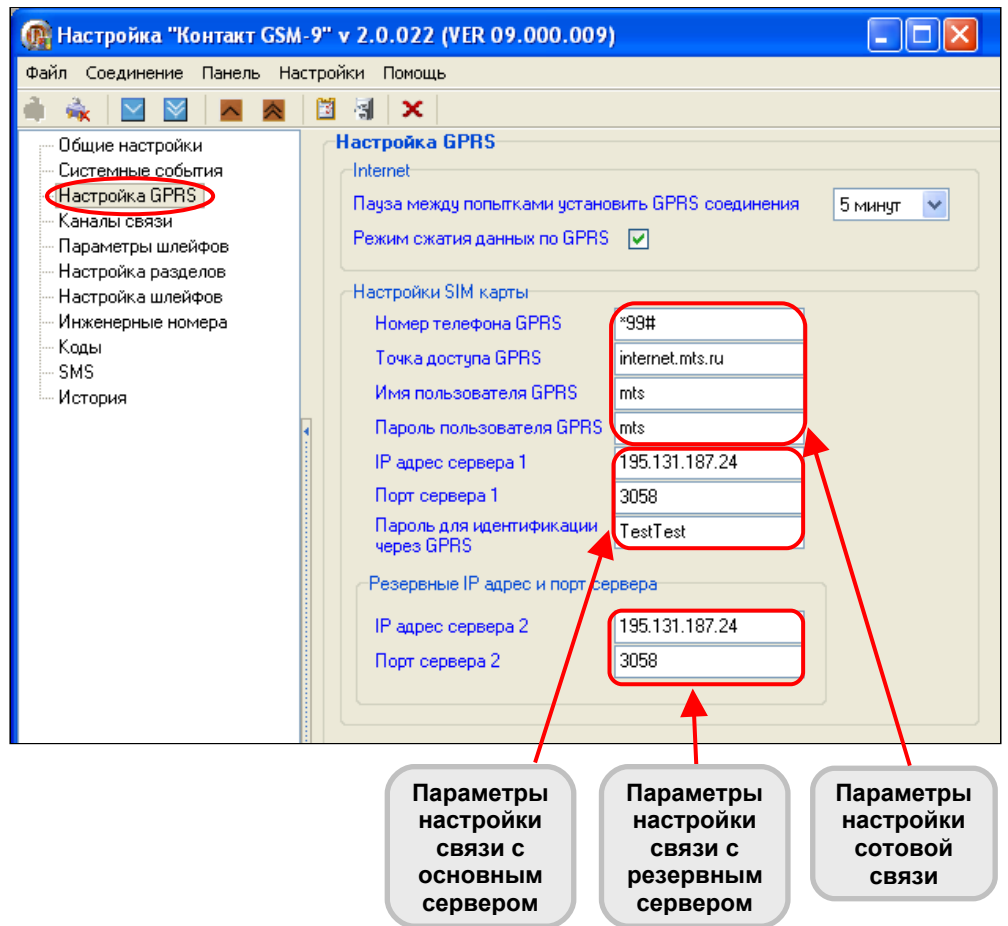 Настройка "Контакт GSM-9" v 2.0.022 (VER 09.000.009)
Файл Соединение Панель Настройки Помощь
Общие настройки
Системные события
Настройка GPRS
Каналы связи
Параметры шлейфов
Настройка разделов
Настройка шлейфов
Инженерные номера
Коды
SMS
История
Настройка GPRS
Internet
Пауза между попытками установить GPRS соединения 5 минут
Режим сжатия данных по GPRS
Настройки SIM карты
Номер телефона GPRS *99#
Точка доступа GPRS internet.mts.ru
Имя пользователя GPRS mts
Пароль пользователя GPRS mts
IP адрес сервера 1 195.131.187.24
Порт сервера 1 3058
Пароль для идентификации
через GPRS TestTest
Резервные IP адрес и порт сервера
IP адрес сервера 2 195.131.187.24
Порт сервера 2 3058
Параметры
настройки
связи с
основным
сервером
Параметры
настройки
связи с
резервным
сервером
Параметры
настройки
сотовой
связи